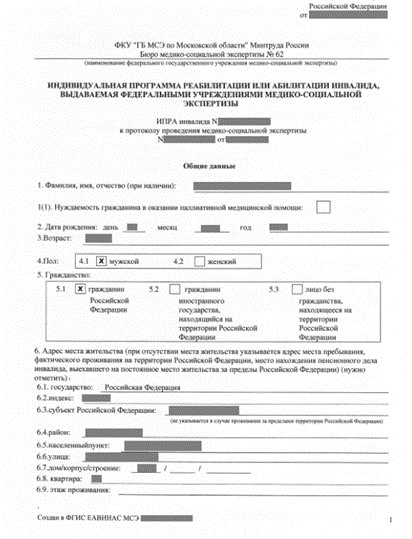 Российской Федерации
от
ФКУ "ГБ МСЭ по Московской области" Минтруда России
Бюро медико-социальной экспертизы № 62
(наименование федерального государственного учреждения медико-социальной экспертизы)
ИНДИВИДУАЛЬНАЯ ПРОГРАММА РЕАБИЛИТАЦИИ ИЛИ АБИЛИТАЦИИ ИНВАЛИДА,
ВЫДАВАЕМАЯ ФЕДЕРАЛЬНЫМИ УЧРЕЖДЕНИЯМИ МЕДИКО-СОЦИАЛЬНОЙ
ЭКСПЕРТИЗЫ
ИПРА инвалида N
к протоколу проведения медико-социальной экспертизы
N от
Общие данные
1. Фамилия, имя, отчество (при наличии):
1(1). Нуждаемость гражданина в оказании паллиативной медицинской помощи:
2. Дата рождения: день месяц год
3.Возраст:
4.Пол: 4.1 X мужской 4.2 женский
5. Гражданство:
5.1 X гражданин 5.2 гражданин 5.3 лицо без
Российской иностранного гражданства,
Федерации государства, находящееся на
находящийся на территории
территории Российской
Российской Федерации Федерации
6. Адрес места жительства (при отсутствии места жительства указывается адрес места пребывания,
фактического проживания на территории Российской Федерации, место нахождения пенсионного дела
инвалида, выехавшего на постоянное место жительства за пределы Российской Федерации) (нужно
отметить) :
6.1. государство: Российская Федерация
6.2.индекс:
6.3.субъект Российской Федерации:
(не указывается в случае проживания за пределами территории Российской Федерации)
6.4.район:
6.5.населенныйпункт:
6.6.улица:
6.7.дом/корпус/строение: / /
6.8. квартира:
6.9. этаж проживания:
Создан в ФГИС ЕАВИИАС МСЭ 1